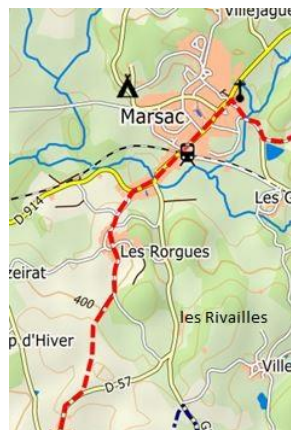 Villejague
Marsac
Les G
D-914
Les Rorgues
zeirat
400
les Rivailles
p d'Hiver
Ville
D-57
G